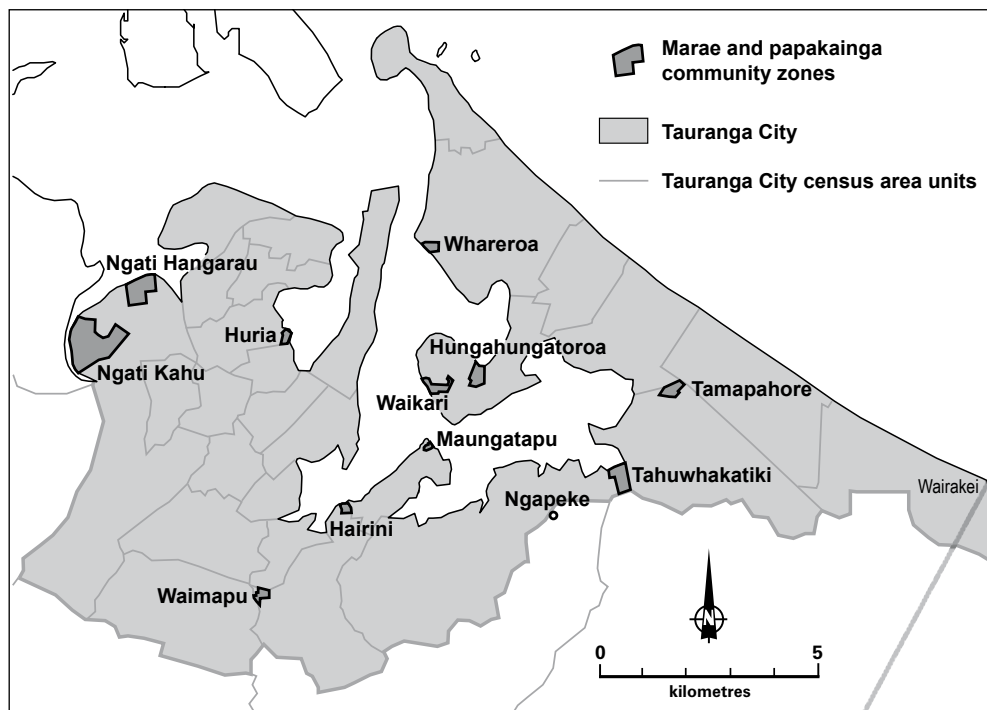 Marae and papakainga
community zones
Tauranga City
Tauranga City census area units
Whareroa
Ngati Hangarau
Huria
Hungahungatoroa
Ngati Kahu
Waikari
Tamapahore
Maungatapu
Tahuwhakatiki
Wairakei
Ngapeke
Hairini
Waimapu
0 5
kilometres